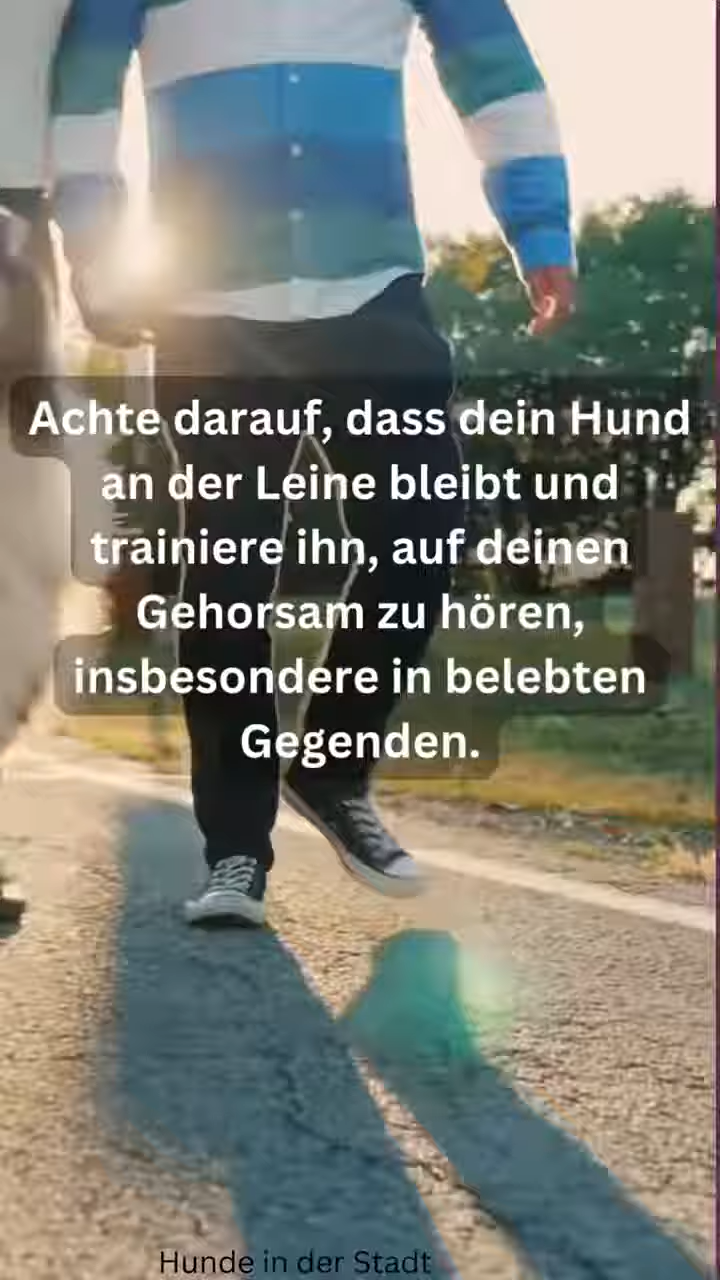 Achte darauf, dass dein Hund
an der Leine bleibt und
trainiere ihn, auf deinen
Gehorsam zu hören,
insbesondere in belebten
Gegenden.
Hunde in der Stadt